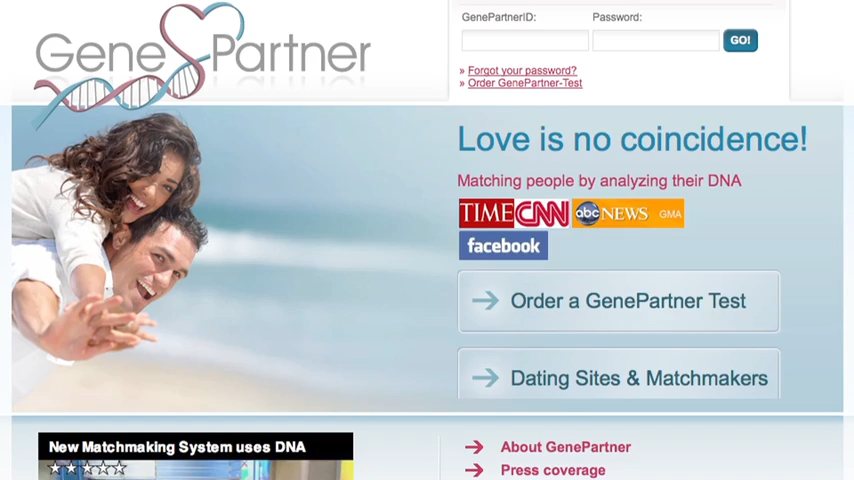 GenePartner
GenePartnerID:
Password:
GO!
» Forgot your password?
» Order GenePartner-Test
Love is no coincidence!
Matching people by analyzing their DNA
TIME CNN abc NEWS GMA
facebook
Order a GenePartner Test
Dating Sites & Matchmakers
New Matchmaking System uses DNA
About GenePartner
Press coverage